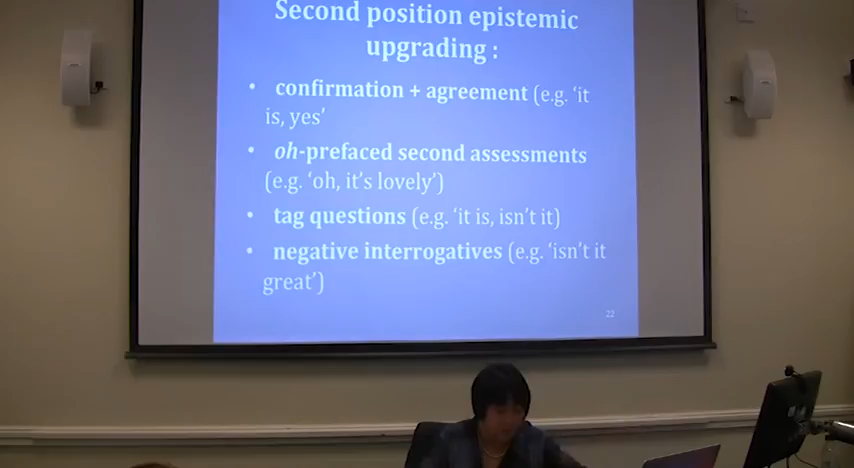 Second position epistemic
upgrading :
• confirmation + agreement (e.g. ‘it
is, yes’
• oh-prefaced second assessments
(e.g. ‘oh, it’s lovely’)
• tag questions (e.g. ‘it is, isn’t it)
• negative interrogatives (e.g. ‘isn’t it
great’)
22